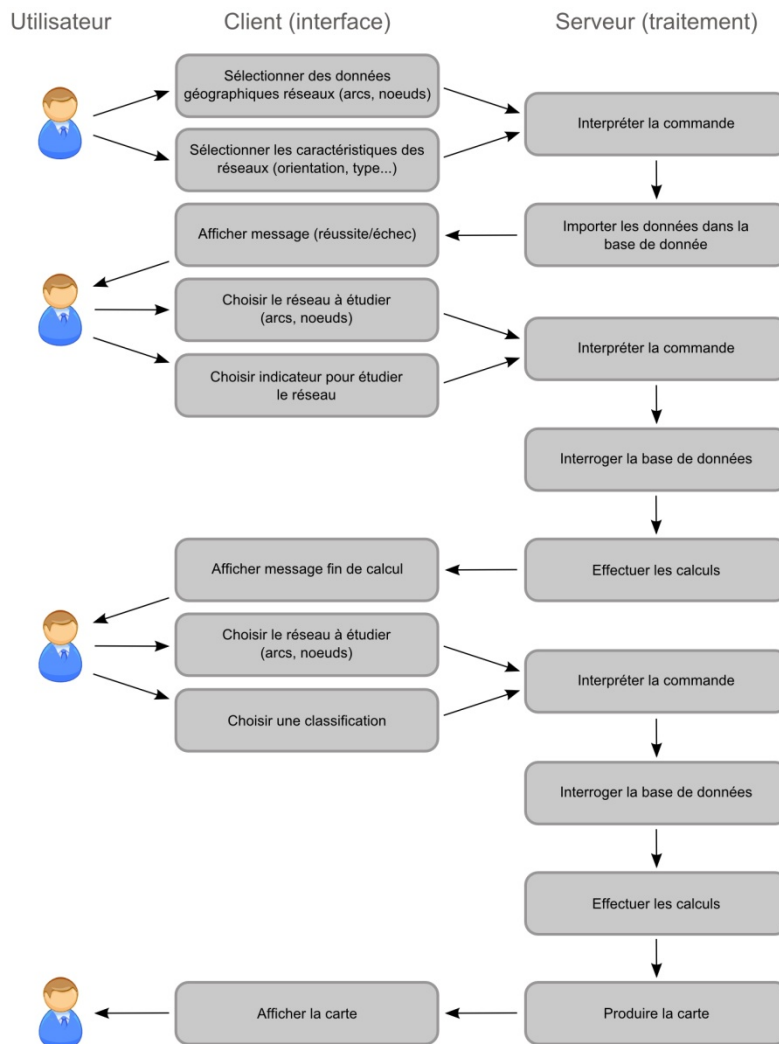 Utilisateur
Client (interface)
Serveur (traitement)
Sélectionner des données
géographiques réseaux (arcs, noeuds)
Sélectionner les caractéristiques des
réseaux (orientation, type...)
Interpréter la commande
Importer les données dans la
base de donnée
Afficher message (réussite/échec)
Choisir le réseau à étudier
(arcs, noeuds)
Choisir indicateur pour étudier
le réseau
Interpréter la commande
Interroger la base de données
Effectuer les calculs
Afficher message fin de calcul
Choisir le réseau à étudier
(arcs, noeuds)
Choisir une classification
Interpréter la commande
Interroger la base de données
Effectuer les calculs
Produire la carte
Afficher la carte